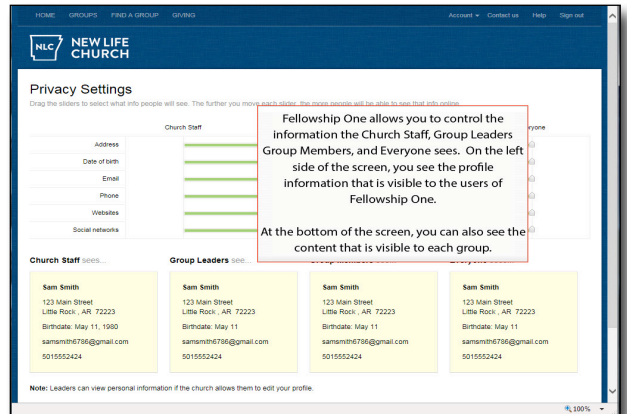 HOME GROUPS FIND A GROUP GIVING Account Contact us Help Sign out
NLC NEW LIFE CHURCH
Privacy Settings
Drag the sliders to select what info people will see. The further you move each slider, the more people will be able to see that info online.
Church Staff
Address
Date of birth
Email
Phone
Websites
Social networks
Fellowship One allows you to control the
information the Church Staff, Group Leaders
Group Members, and Everyone sees. On the left
side of the screen, you see the profile
information that is visible to the users of
Fellowship One.
At the bottom of the screen, you can also see the
content that is visible to each group.
Church Staff sees... Group Leaders see...
Sam Smith
123 Main Street
Little Rock , AR 72223
Birthdate: May 11, 1980
samsmith6786@gmail.com
5015552424
Sam Smith
123 Main Street
Little Rock , AR 72223
Birthdate: May 11
samsmith6786@gmail.com
5015552424
Sam Smith
123 Main Street
Little Rock , AR 72223
Birthdate: May 11
samsmith6786@gmail.com
5015552424
Sam Smith
123 Main Street
Little Rock , AR 72223
Birthdate: May 11
samsmith6786@gmail.com
5015552424
Note: Leaders can view personal information if the church allows them to edit your profile.
100%